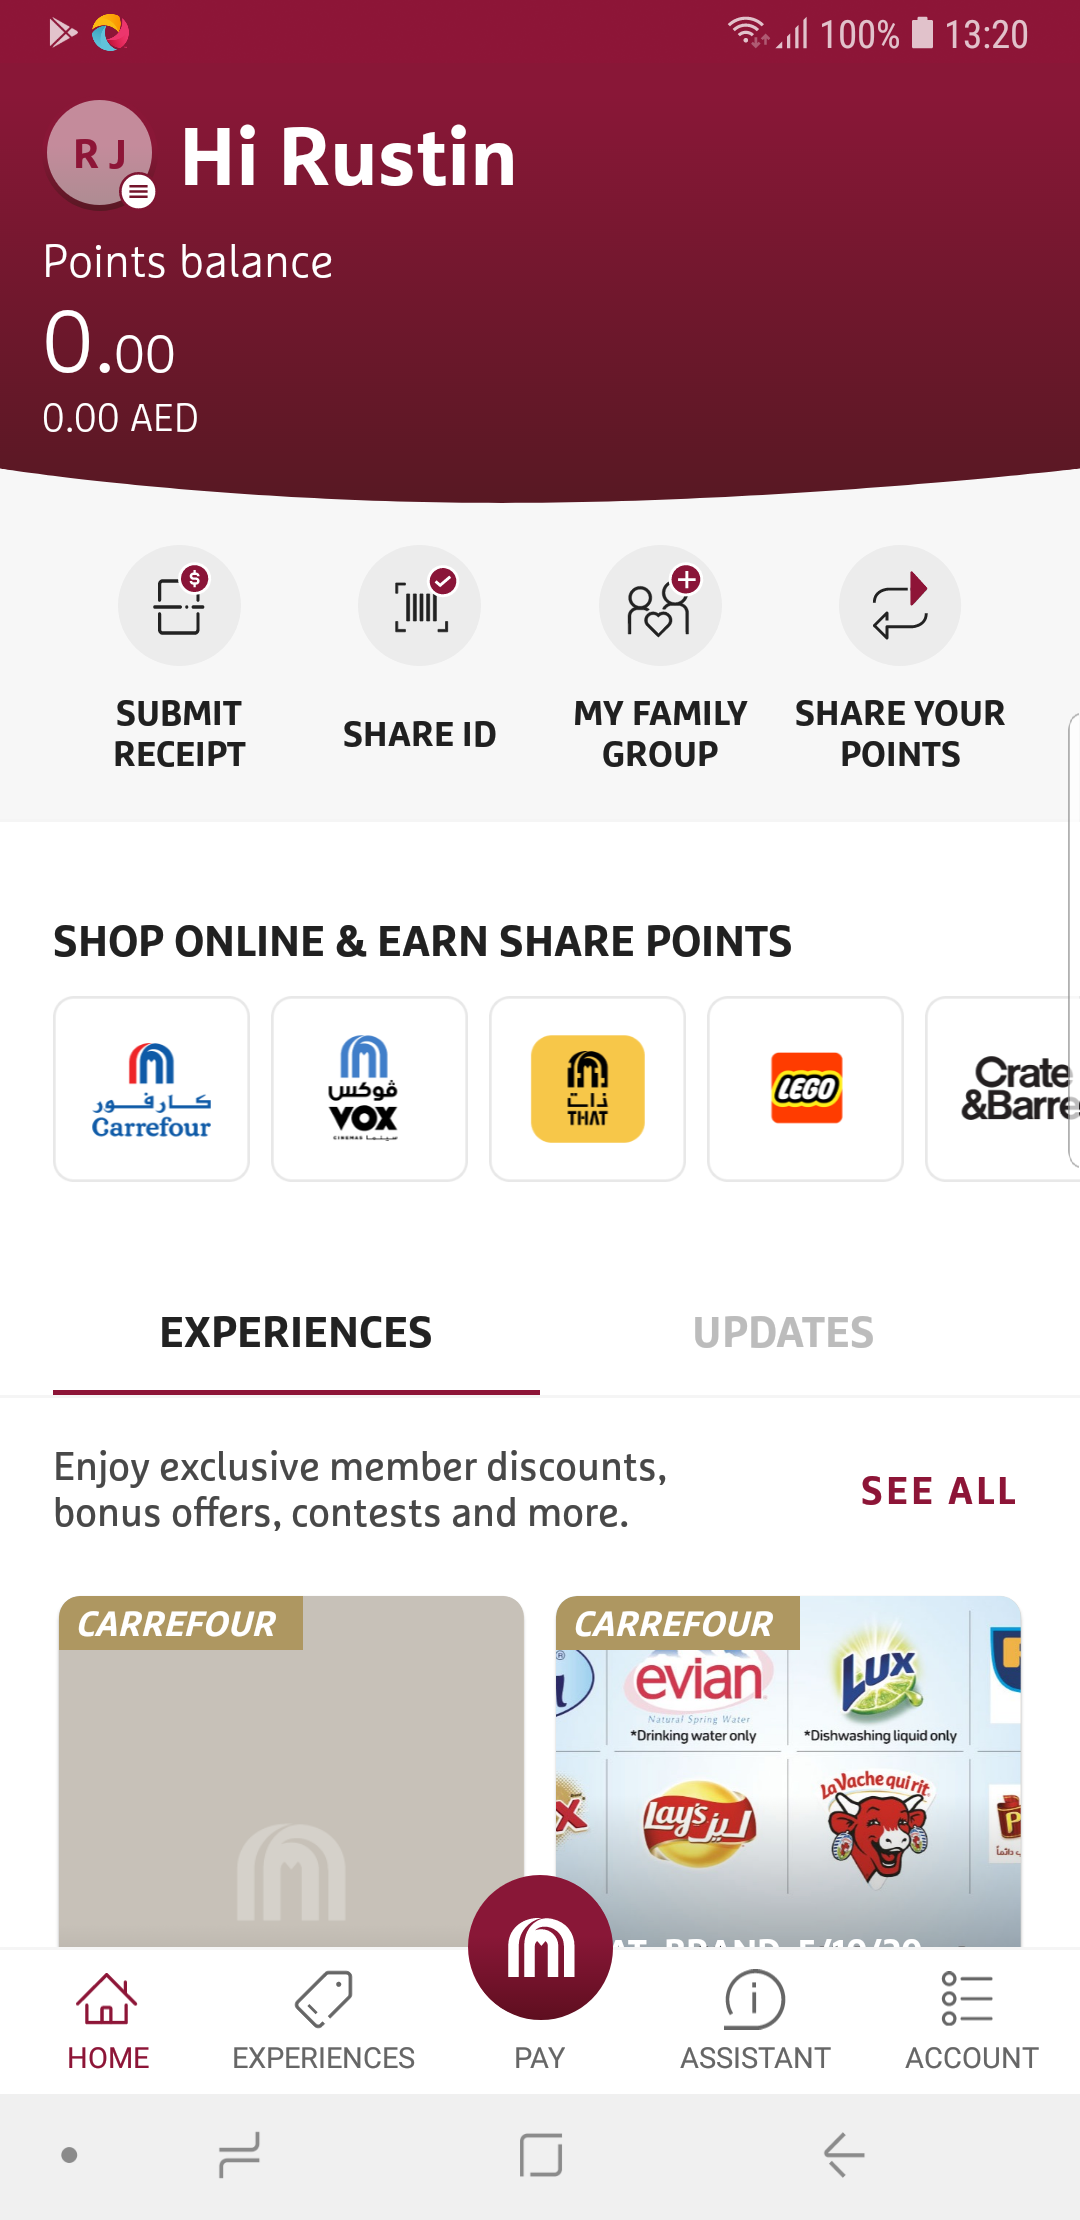 100% 13:20
R J
Hi Rustin
Points balance
0.00
0.00 AED
$
SUBMIT
RECEIPT
SHARE ID
MY FAMILY
GROUP
SHARE YOUR
POINTS
SHOP ONLINE & EARN SHARE POINTS
كارفور
Carrefour
ڤوكس
VOX
CINEMAS سينما
ذات
THAT
LEGO
Crate
&Barre
EXPERIENCES
UPDATES
Enjoy exclusive member discounts,
bonus offers, contests and more.
SEE ALL
CARREFOUR
CARREFOUR
evian
Natural Spring Water
*Drinking water only
LUX
*Dishwashing liquid only
Lay's ليز
La Vache qui rit
HOME
EXPERIENCES
PAY
ASSISTANT
ACCOUNT